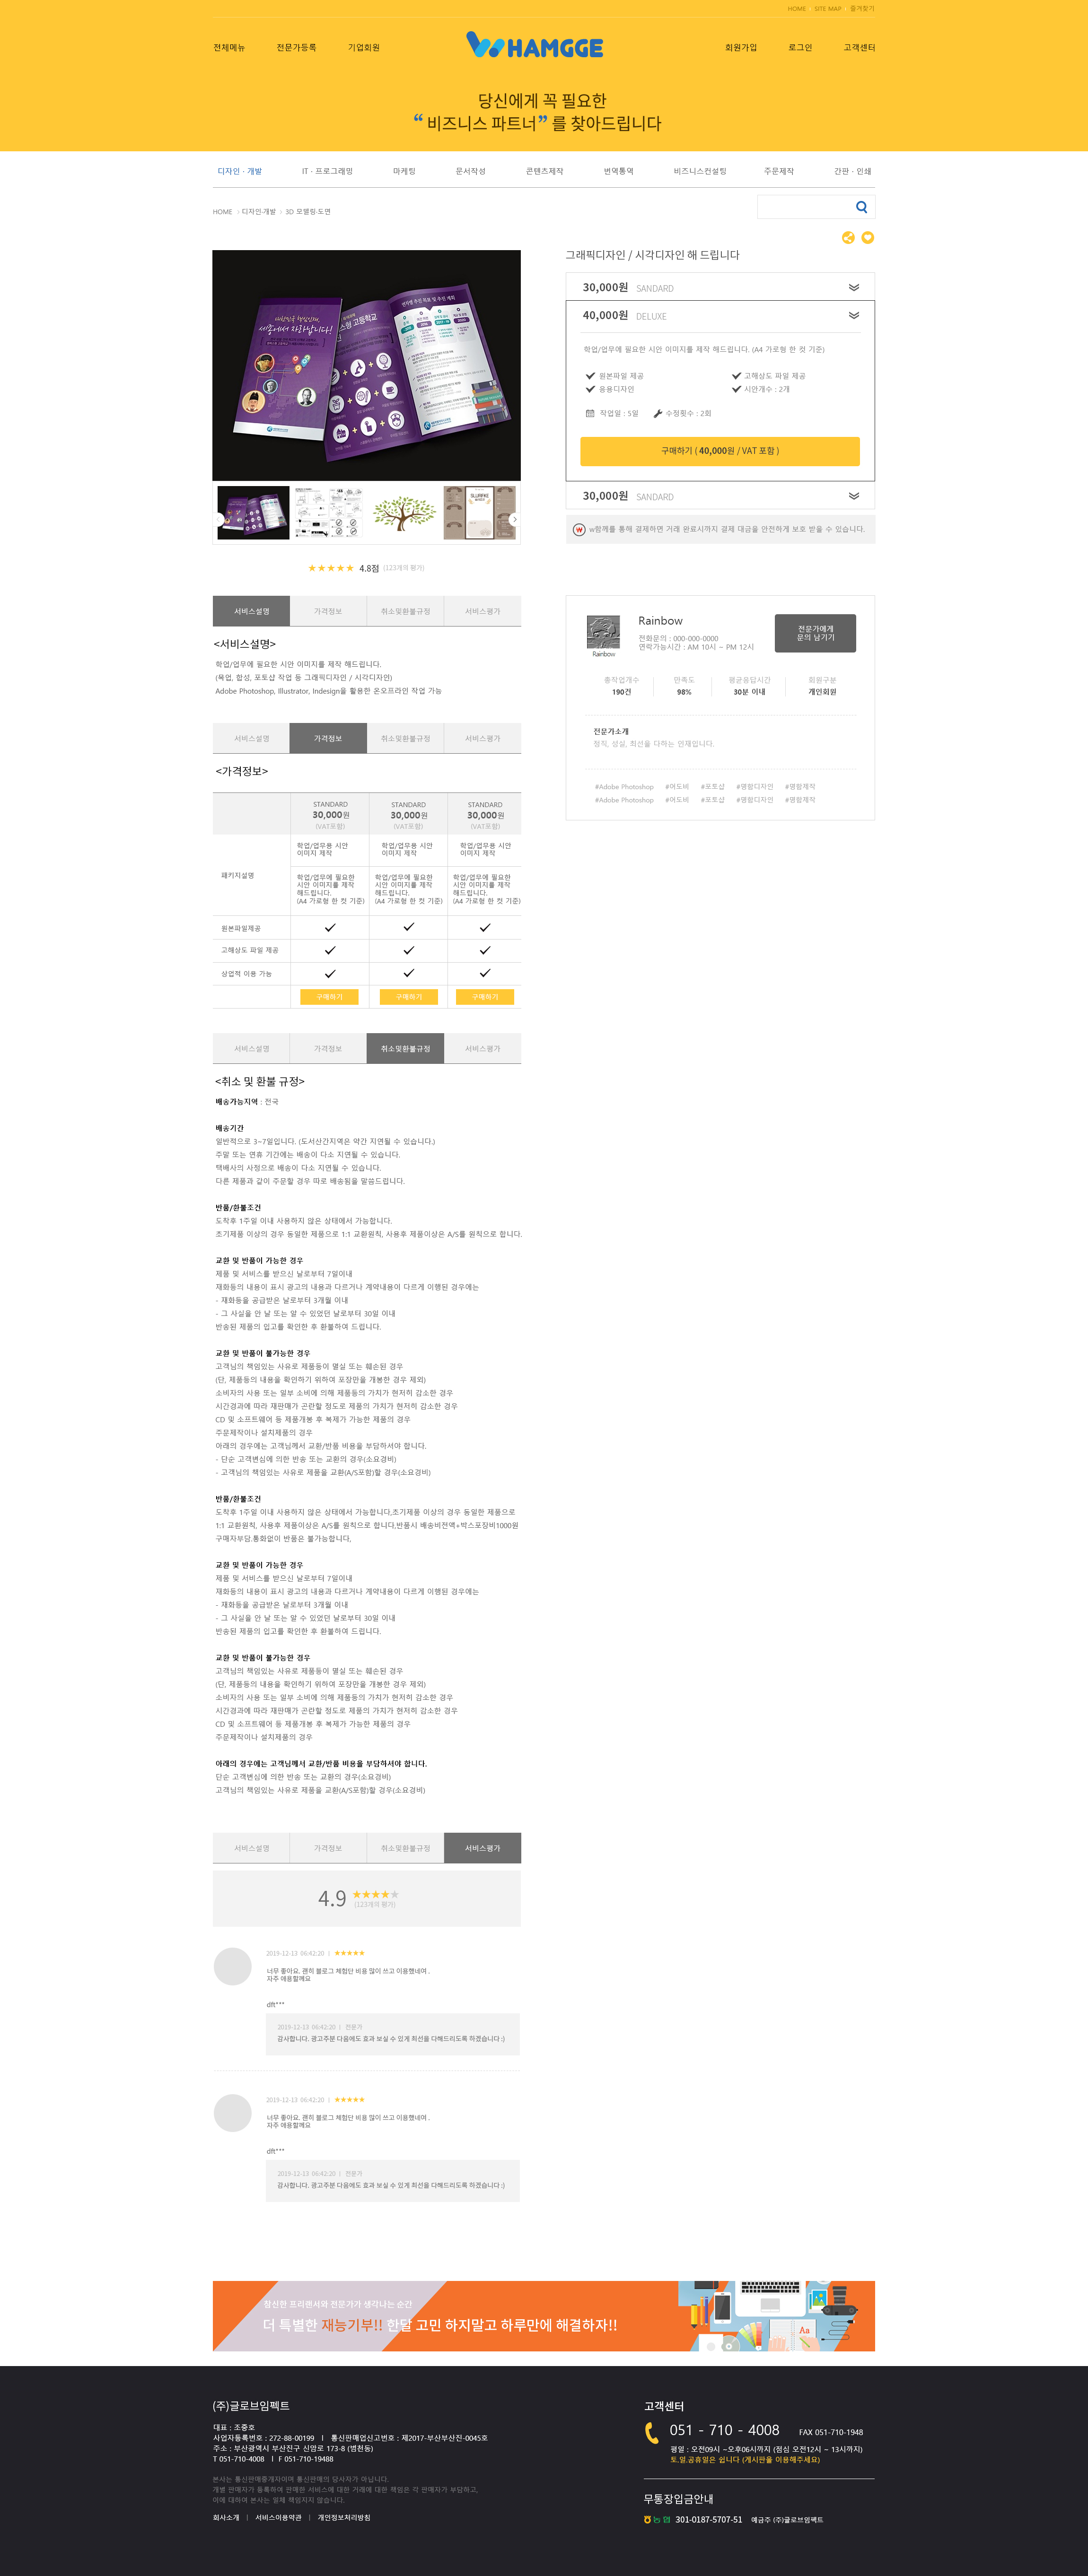 HOME SITE MAP 즐겨찾기
전체메뉴 전문가등록 기업회원
WHAMGGE
회원가입 로그인 고객센터
당신에게 꼭 필요한
“ 비즈니스 파트너” 를 찾아드립니다
디자인 · 개발 IT · 프로그래밍 마케팅 문서작성 콘텐츠제작 번역통역 비즈니스컨설팅 주문제작 간판 · 인쇄
HOME > 디자인·개발 > 3D 모델링·도면
그래픽디자인 / 시각디자인 해 드립니다
30,000원 SANDARD
40,000원 DELUXE
학업/업무에 필요한 시안 이미지를 제작 해드립니다. (A4 가로형 한 컷 기준)
원본파일 제공 고해상도 파일 제공
응용디자인 시안개수 : 2개
작업일 : 5일 수정횟수 : 2회
구매하기 ( 40,000원 / VAT 포함 )
30,000원 SANDARD
w함께를 통해 결제하면 거래 완료시까지 결제 대금을 안전하게 보호 받을 수 있습니다.
대한민국 행정수도,
세종에서 자라납니다!
4.8점 (123개의 평가)
서비스설명 가격정보 취소및환불규정 서비스평가
<서비스설명>
학업/업무에 필요한 시안 이미지를 제작 해드립니다.
(목업, 합성, 포토샵 작업 등 그래픽디자인 / 시각디자인)
Adobe Photoshop, Illustrator, Indesign을 활용한 온오프라인 작업 가능
Rainbow
Rainbow
전화문의 : 000-000-0000
연락가능시간 : AM 10시 ~ PM 12시
전문가에게
문의 남기기
총작업개수 만족도 평균응답시간 회원구분
190건 98% 30분 이내 개인회원
전문가소개
정직, 성실, 최선을 다하는 인재입니다.
#Adobe Photoshop #어도비 #포토샵 #명함디자인 #명함제작
#Adobe Photoshop #어도비 #포토샵 #명함디자인 #명함제작
서비스설명 가격정보 취소및환불규정 서비스평가
<가격정보>
STANDARD STANDARD STANDARD
30,000원 30,000원 30,000원
(VAT포함) (VAT포함) (VAT포함)
패키지설명
학업/업무용 시안 학업/업무용 시안 학업/업무용 시안
이미지 제작 이미지 제작 이미지 제작
학업/업무에 필요한 학업/업무에 필요한 학업/업무에 필요한
시안 이미지를 제작 시안 이미지를 제작 시안 이미지를 제작
해드립니다. 해드립니다. 해드립니다.
(A4 가로형 한 컷 기준) (A4 가로형 한 컷 기준) (A4 가로형 한 컷 기준)
원본파일제공
고해상도 파일 제공
상업적 이용 가능
구매하기 구매하기 구매하기
서비스설명 가격정보 취소및환불규정 서비스평가
<취소 및 환불 규정>
배송가능지역 : 전국
배송기간
일반적으로 3~7일입니다. (도서산간지역은 약간 지연될 수 있습니다.)
주말 또는 연휴 기간에는 배송이 다소 지연될 수 있습니다.
택배사의 사정으로 배송이 다소 지연될 수 있습니다.
다른 제품과 같이 주문할 경우 따로 배송됨을 말씀드립니다.
반품/환불조건
도착후 1주일 이내 사용하지 않은 상태에서 가능합니다.
초기제품 이상의 경우 동일한 제품으로 1:1 교환원칙, 사용후 제품이상은 A/S를 원칙으로 합니다.
교환 및 반품이 가능한 경우
제품 및 서비스를 받으신 날로부터 7일이내
재화등의 내용이 표시 광고의 내용과 다르거나 계약내용이 다르게 이행된 경우에는
- 재화등을 공급받은 날로부터 3개월 이내
- 그 사실을 안 날 또는 알 수 있었던 날로부터 30일 이내
반송된 제품의 입고를 확인한 후 환불하여 드립니다.
교환 및 반품이 불가능한 경우
고객님의 책임있는 사유로 제품등이 멸실 또는 훼손된 경우
(단, 제품등의 내용을 확인하기 위하여 포장만을 개봉한 경우 제외)
소비자의 사용 또는 일부 소비에 의해 제품등의 가치가 현저히 감소한 경우
시간경과에 따라 재판매가 곤란할 정도로 제품의 가치가 현저히 감소한 경우
CD 및 소프트웨어 등 제품개봉 후 복제가 가능한 제품의 경우
주문제작이나 설치제품의 경우
아래의 경우에는 고객님께서 교환/반품 비용을 부담하셔야 합니다.
- 단순 고객변심에 의한 반송 또는 교환의 경우(소요경비)
- 고객님의 책임있는 사유로 제품을 교환(A/S포함)할 경우(소요경비)
반품/환불조건
도착후 1주일 이내 사용하지 않은 상태에서 가능합니다,초기제품 이상의 경우 동일한 제품으로
1:1 교환원칙, 사용후 제품이상은 A/S를 원칙으로 합니다,반품시 배송비전액+박스포장비1000원
구매자부담,통화없이 반품은 불가능합니다,
교환 및 반품이 가능한 경우
제품 및 서비스를 받으신 날로부터 7일이내
재화등의 내용이 표시 광고의 내용과 다르거나 계약내용이 다르게 이행된 경우에는
- 재화등을 공급받은 날로부터 3개월 이내
- 그 사실을 안 날 또는 알 수 있었던 날로부터 30일 이내
반송된 제품의 입고를 확인한 후 환불하여 드립니다.
교환 및 반품이 불가능한 경우
고객님의 책임있는 사유로 제품등이 멸실 또는 훼손된 경우
(단, 제품등의 내용을 확인하기 위하여 포장만을 개봉한 경우 제외)
소비자의 사용 또는 일부 소비에 의해 제품등의 가치가 현저히 감소한 경우
시간경과에 따라 재판매가 곤란할 정도로 제품의 가치가 현저히 감소한 경우
CD 및 소프트웨어 등 제품개봉 후 복제가 가능한 제품의 경우
주문제작이나 설치제품의 경우
아래의 경우에는 고객님께서 교환/반품 비용을 부담하셔야 합니다.
단순 고객변심에 의한 반송 또는 교환의 경우(소요경비)
고객님의 책임있는 사유로 제품을 교환(A/S포함)할 경우(소요경비)
서비스설명 가격정보 취소및환불규정 서비스평가
4.9
(123개의 평가)
2019-12-13 06:42:20 |
너무 좋아요, 괜히 블로그 체험단 비용 많이 쓰고 이용했네여 .
자주 애용할께요
dft***
2019-12-13 06:42:20 | 전문가
감사합니다, 광고주분 다음에도 효과 보실 수 있게 최선을 다해드리도록 하겠습니다 :)
2019-12-13 06:42:20 |
너무 좋아요, 괜히 블로그 체험단 비용 많이 쓰고 이용했네여 .
자주 애용할께요
dft***
2019-12-13 06:42:20 | 전문가
감사합니다, 광고주분 다음에도 효과 보실 수 있게 최선을 다해드리도록 하겠습니다 :)
참신한 프리랜서와 전문가가 생각나는 순간
더 특별한 재능기부!! 한달 고민 하지말고 하루만에 해결하자!!
(주)글로브임펙트
대표 : 조중호
사업자등록번호 : 272-88-00199 | 통신판매업신고번호 : 제2017-부산부산진-0045호
주소 : 부산광역시 부산진구 신암로 173-8 (범천동)
T 051-710-4008 | F 051-710-19488
본사는 통신판매중개자이며 통신판매의 당사자가 아닙니다.
개별 판매자가 등록하여 판매한 서비스에 대한 거래에 대한 책임은 각 판매자가 부담하고,
이에 대하여 본사는 일체 책임지지 않습니다.
회사소개 | 서비스이용약관 | 개인정보처리방침
고객센터
051 - 710 - 4008 FAX 051-710-1948
평일 : 오전09시 ~오후06시까지 (점심 오전12시 ~ 13시까지)
토.일.공휴일은 쉽니다 (게시판을 이용해주세요)
무통장입금안내
농협 301-0187-5707-51 예금주 (주)글로브임펙트